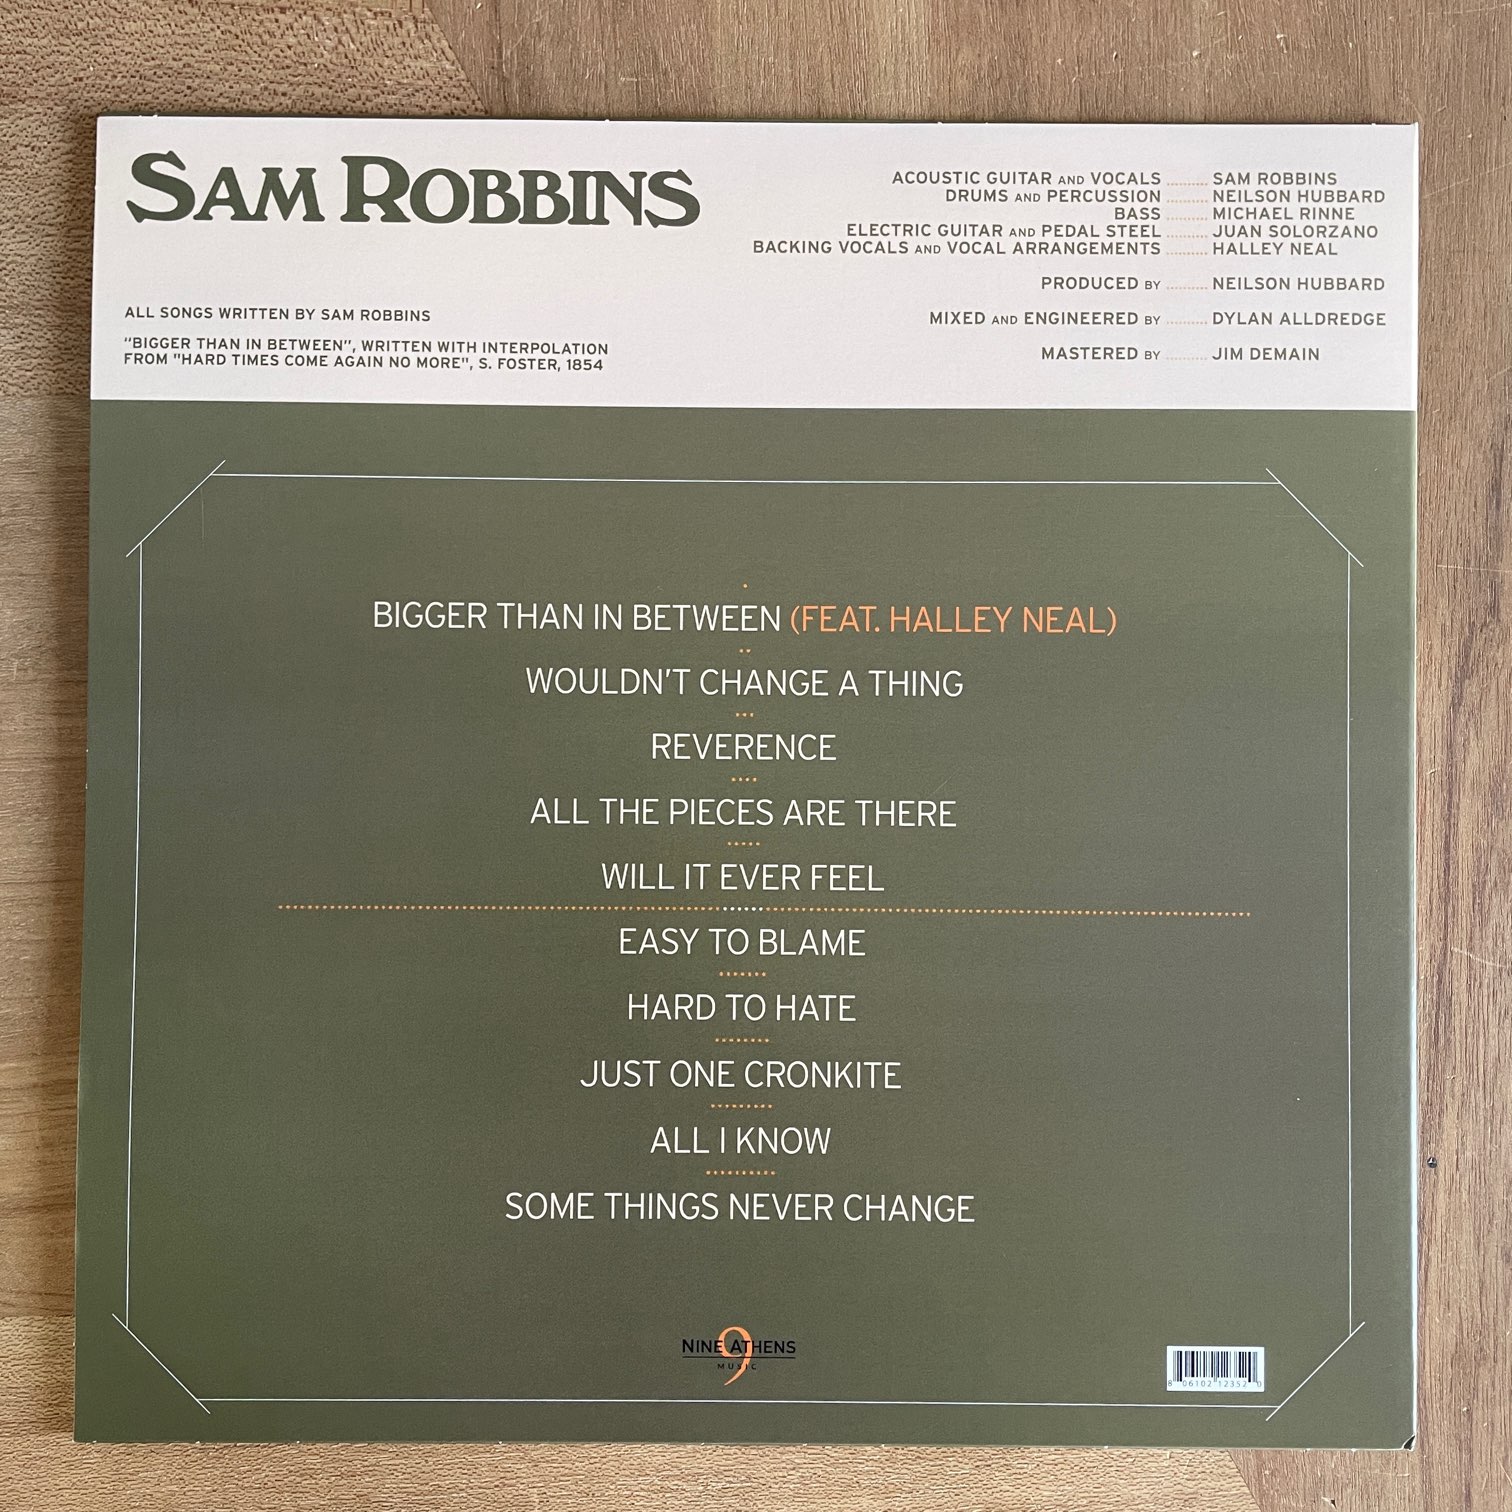 SAM ROBBINS
ALL SONGS WRITTEN BY SAM ROBBINS
"BIGGER THAN IN BETWEEN", WRITTEN WITH INTERPOLATION
FROM "HARD TIMES COME AGAIN NO MORE", S. FOSTER, 1854
ACOUSTIC GUITAR AND VOCALS .......... SAM ROBBINS
DRUMS AND PERCUSSION .......... NEILSON HUBBARD
BASS .......... MICHAEL RINNE
ELECTRIC GUITAR AND PEDAL STEEL .......... JUAN SOLORZANO
BACKING VOCALS AND VOCAL ARRANGEMENTS .......... HALLEY NEAL
PRODUCED BY .......... NEILSON HUBBARD
MIXED AND ENGINEERED BY .......... DYLAN ALLDREDGE
MASTERED BY .......... JIM DEMAIN
BIGGER THAN IN BETWEEN (FEAT. HALLEY NEAL)
WOULDN'T CHANGE A THING
REVERENCE
ALL THE PIECES ARE THERE
WILL IT EVER FEEL
EASY TO BLAME
HARD TO HATE
JUST ONE CRONKITE
ALL I KNOW
SOME THINGS NEVER CHANGE
9
NINE ATHENS
MUSIC
8 06102 12352 0